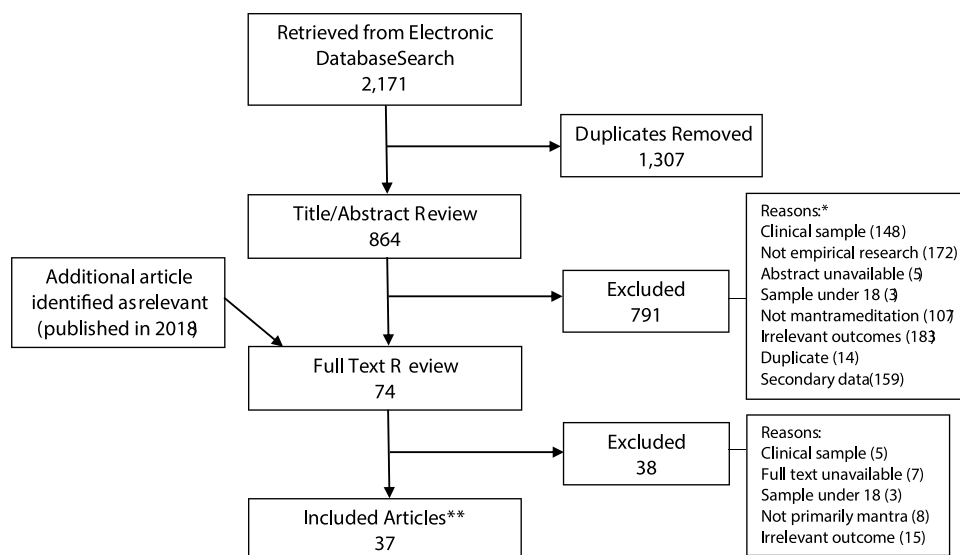 Retrieved from Electronic
DatabaseSearch
2,171
Duplicates Removed
1,307
Title/Abstract Review
864
Reasons:*
Clinical sample (148)
Not empirical research (172)
Abstract unavailable (5)
Sample under 18 (3)
Not mantrameditation (107)
Irrelevant outcomes (183)
Duplicate (14)
Secondary data(159)
Additional article
identified as relevant
(published in 2018)
Excluded
791
Full Text R eview
74
Excluded
38
Reasons:
Clinical sample (5)
Full text unavailable (7)
Sample under 18 (3)
Not primarily mantra (8)
Irrelevant outcome (15)
Included Articles**
37